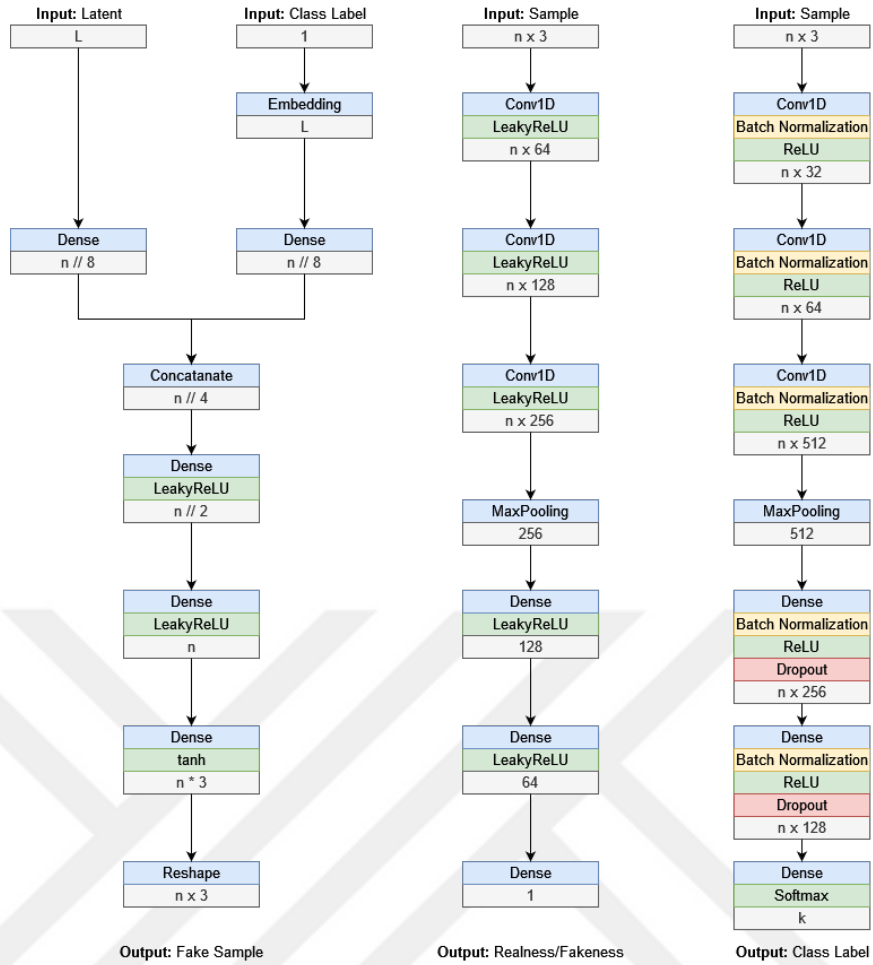 Input: Latent
L
Dense
n // 8
Input: Class Label
1
Embedding
L
Dense
n // 8
Concatanate
n // 4
Dense
LeakyReLU
n // 2
Dense
LeakyReLU
n
Dense
tanh
n * 3
Reshape
n x 3
Output: Fake Sample
Input: Sample
n x 3
Conv1D
LeakyReLU
n x 64
Conv1D
LeakyReLU
n x 128
Conv1D
LeakyReLU
n x 256
MaxPooling
256
Dense
LeakyReLU
128
Dense
LeakyReLU
64
Dense
1
Output: Realness/Fakeness
Input: Sample
n x 3
Conv1D
Batch Normalization
ReLU
n x 32
Conv1D
Batch Normalization
ReLU
n x 64
Conv1D
Batch Normalization
ReLU
n x 512
MaxPooling
512
Dense
Batch Normalization
ReLU
Dropout
n x 256
Dense
Batch Normalization
ReLU
Dropout
n x 128
Dense
Softmax
k
Output: Class Label